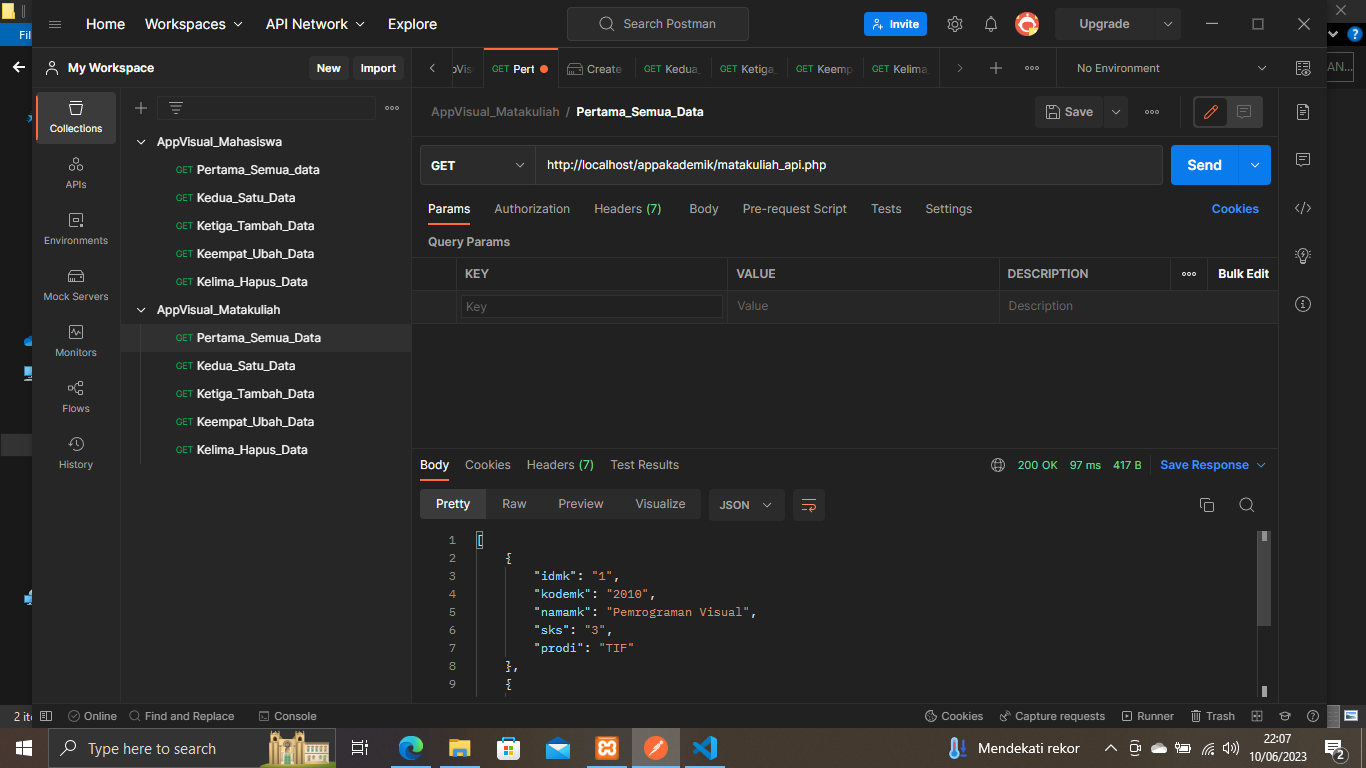 Fil
Home Workspaces API Network Explore Search Postman Invite Upgrade
My Workspace New Import
GET Pert Create GET Kedua_ GET Ketiga_ GET Keemp GET Kelima_ No Environment
AppVisual_Matakuliah / Pertama_Semua_Data Save
Collections
APIs
Environments
Mock Servers
Monitors
Flows
History
AppVisual_Mahasiswa
GET Pertama_Semua_data
GET Kedua_Satu_Data
GET Ketiga_Tambah_Data
GET Keempat_Ubah_Data
GET Kelima_Hapus_Data
AppVisual_Matakuliah
GET Pertama_Semua_Data
GET Kedua_Satu_Data
GET Ketiga_Tambah_Data
GET Keempat_Ubah_Data
GET Kelima_Hapus_Data
GET http://localhost/appakademik/matakuliah_api.php Send
Params Authorization Headers (7) Body Pre-request Script Tests Settings Cookies
Query Params
KEY VALUE DESCRIPTION Bulk Edit
Key Value Description
Body Cookies Headers (7) Test Results 200 OK 97 ms 417 B Save Response
Pretty Raw Preview Visualize JSON
1 [
2 {
3 "idmk": "1",
4 "kodemk": "2010",
5 "namamk": "Pemrograman Visual",
6 "sks": "3",
7 "prodi": "TIF"
8 },
9 {
2 ite Online Find and Replace Console Cookies Capture requests Runner Trash
Type here to search Mendekati rekor 22:07
10/06/2023
2